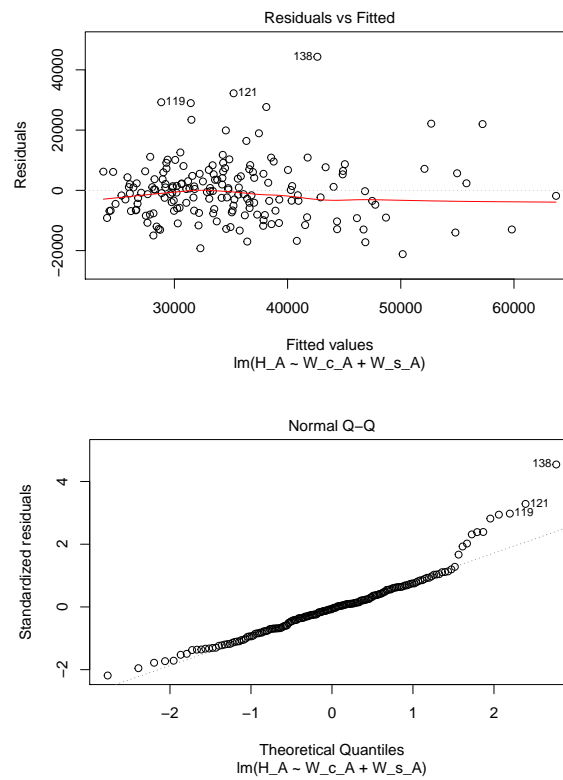 Residuals vs Fitted
Residuals
40000
20000
0
−20000
138
119
121
30000
40000
50000
60000
Fitted values
lm(H_A ~ W_c_A + W_s_A)
Normal Q−Q
Standardized residuals
4
2
0
−2
138
121
119
−2
−1
0
1
2
Theoretical Quantiles
lm(H_A ~ W_c_A + W_s_A)